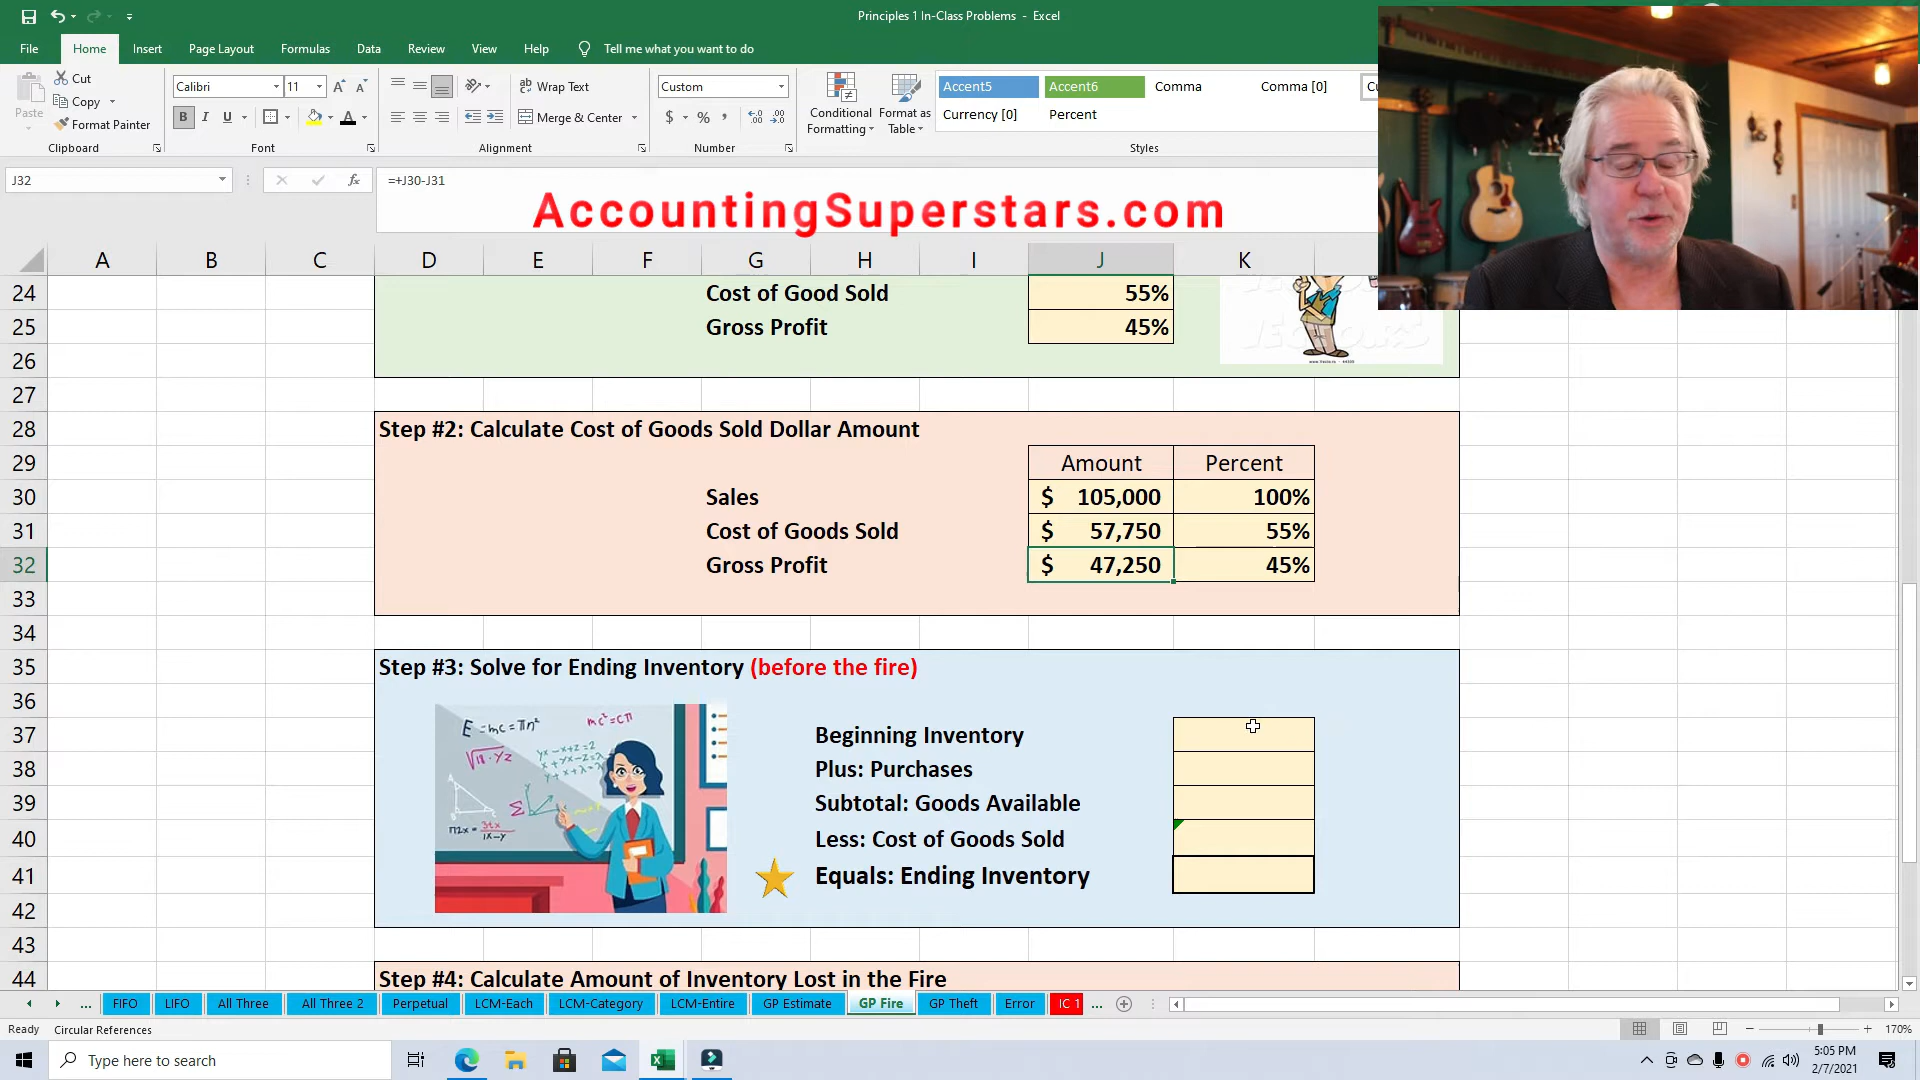 Principles 1 In-Class Problems - Excel
File Home Insert Page Layout Formulas Data Review View Help Tell me what you want to do
Paste
Cut
Copy
Format Painter
Clipboard
Calibri 11
B I U
Font
Wrap Text
Merge & Center
Alignment
Custom
$ % ,
Number
Conditional Formatting
Format as Table
Accent5 Accent6 Comma Comma [0]
Currency [0] Percent
Styles
J32 fx =+J30-J31
AccountingSuperstars.com
A B C D E F G H I J K
24 Cost of Good Sold 55%
25 Gross Profit 45%
26
27
28 Step #2: Calculate Cost of Goods Sold Dollar Amount
29 Amount Percent
30 Sales $ 105,000 100%
31 Cost of Goods Sold $ 57,750 55%
32 Gross Profit $ 47,250 45%
33
34
35 Step #3: Solve for Ending Inventory (before the fire)
36
37 Beginning Inventory
38 Plus: Purchases
39 Subtotal: Goods Available
40 Less: Cost of Goods Sold
41 Equals: Ending Inventory
42
43
44 Step #4: Calculate Amount of Inventory Lost in the Fire
... FIFO LIFO All Three All Three 2 Perpetual LCM-Each LCM-Category LCM-Entire GP Estimate GP Fire GP Theft Error IC 1 ...
Ready Circular References 170%
Type here to search
5:05 PM
2/7/2021